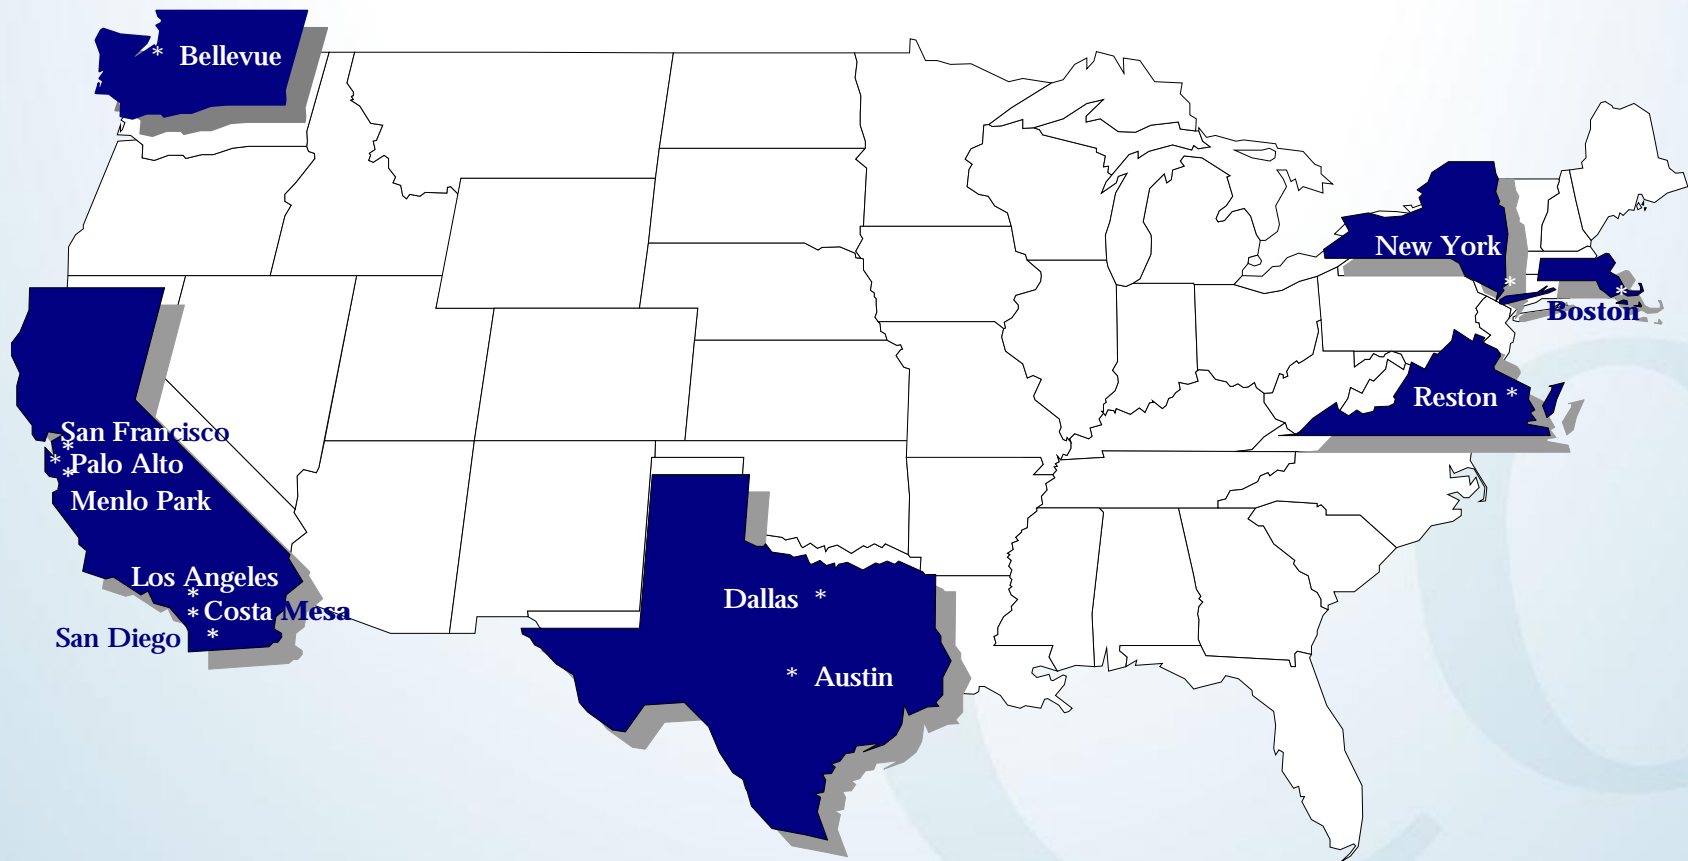 * Bellevue
New York
*
*
Boston
Reston *
San Francisco
*
* Palo Alto
*
Menlo Park
Los Angeles
*
* Costa Mesa
San Diego *
Dallas *
* Austin